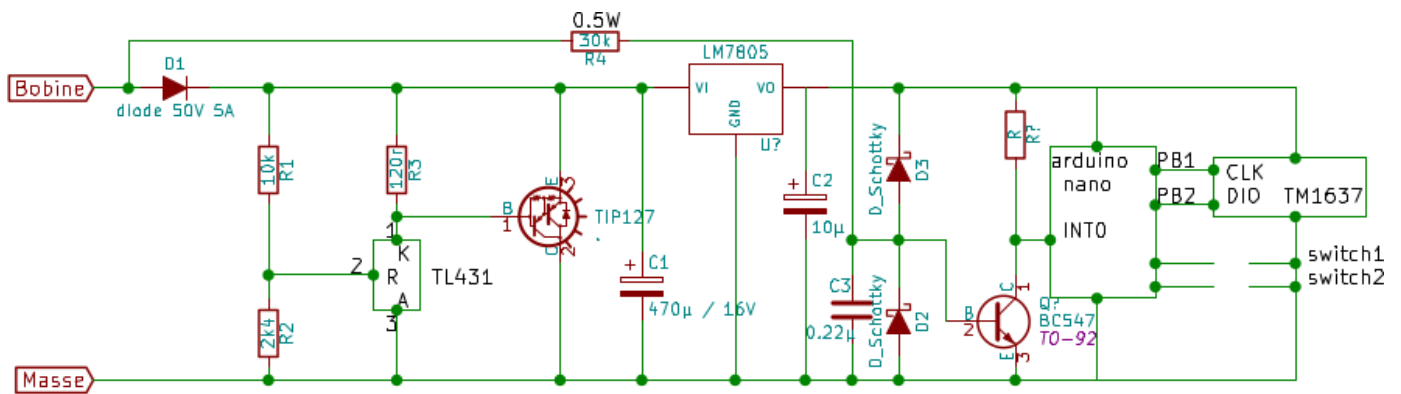 0.5W
30k
R4
Bobine
D1
diode 50V 5A
10k
R1
2k4
R2
120r
R3
1
K
2
R
TL431
A
3
E
3
B
1
TIP127
C
2
C1
470µ / 16V
LM7805
VI
VO
GND
U?
C2
10µ
C3
0.22µ
D_Schottky
D3
D_Schottky
D2
R
R?
C
1
B
2
Q?
BC547
TO-92
E
3
arduino
nano
INT0
PB1
PB2
CLK
DIO
TM1637
switch1
switch2
Masse